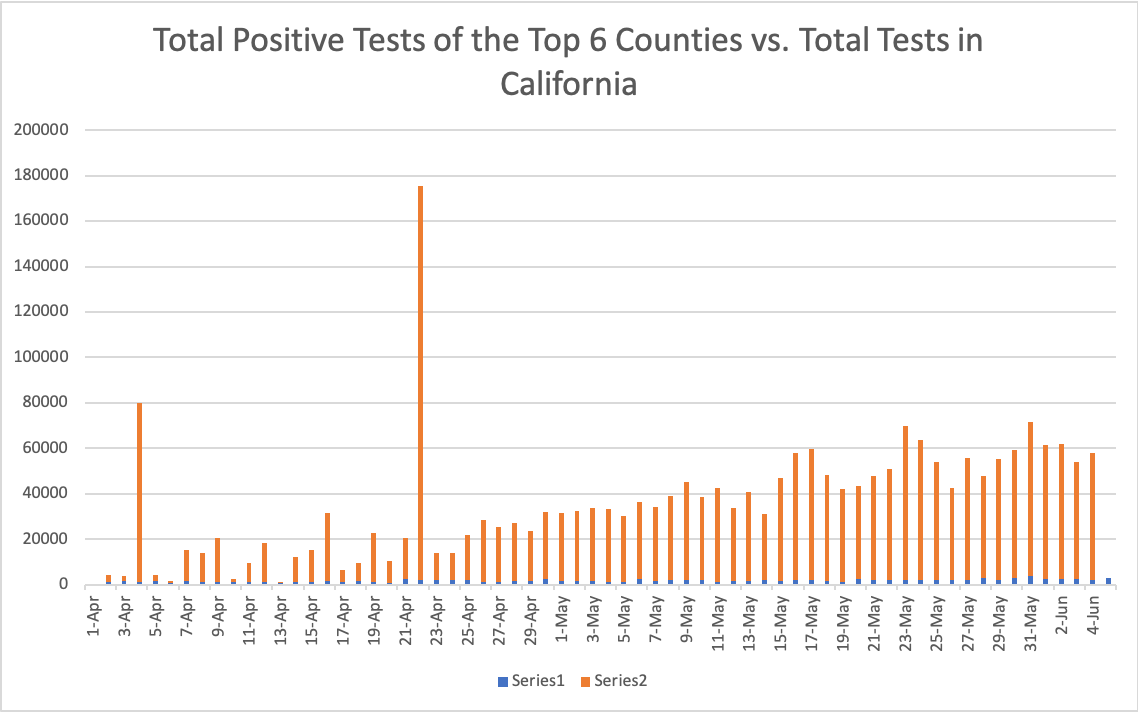 Total Positive Tests of the Top 6 Counties vs. Total Tests in
California
200000
180000
160000
140000
120000
100000
80000
60000
40000
20000
0
1-Apr
3-Apr
5-Apr
7-Apr
9-Apr
11-Apr
13-Apr
15-Apr
17-Apr
19-Apr
21-Apr
23-Apr
25-Apr
27-Apr
29-Apr
1-May
3-May
5-May
7-May
9-May
11-May
13-May
15-May
17-May
19-May
21-May
23-May
25-May
27-May
29-May
31-May
2-Jun
4-Jun
Series1 Series2